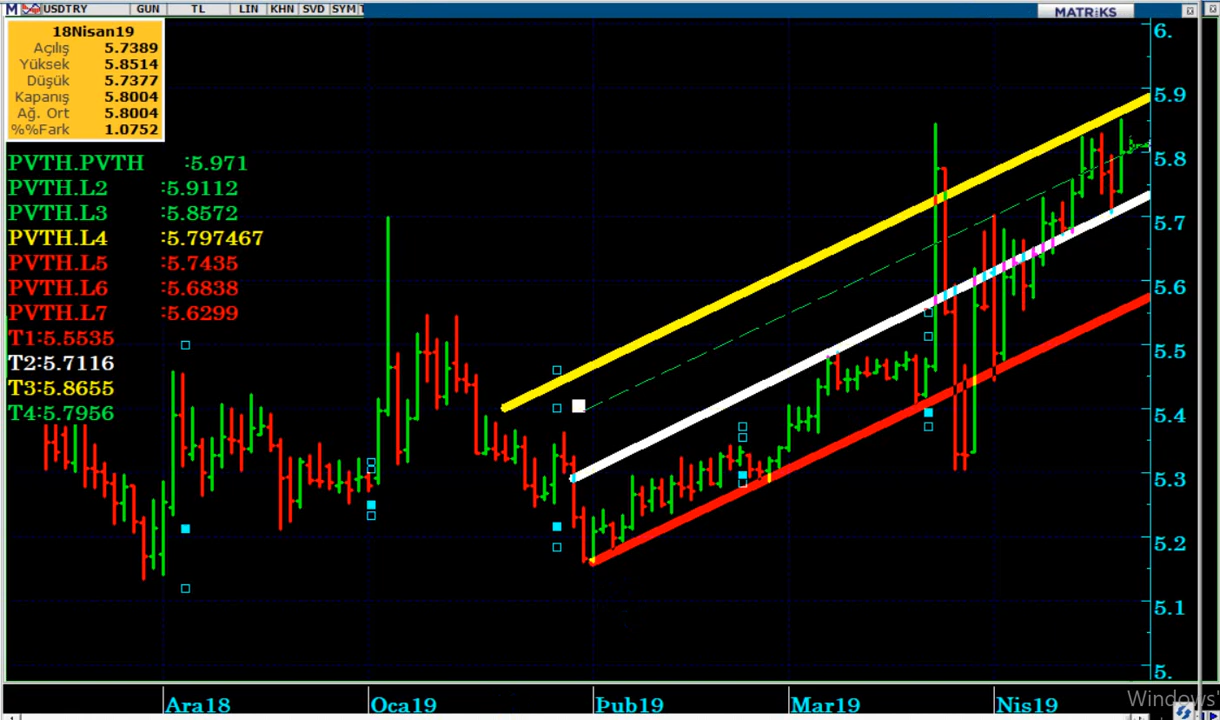 M USDTRY GUN TL LIN KHN SVD SYM
MATRiKS
18Nisan19
Açılış 5.7389
Yüksek 5.8514
Düşük 5.7377
Kapanış 5.8004
Ağ. Ort 5.8004
%%Fark 1.0752
PVTH.PVTH :5.971
PVTH.L2 :5.9112
PVTH.L3 :5.8572
PVTH.L4 :5.797467
PVTH.L5 :5.7435
PVTH.L6 :5.6838
PVTH.L7 :5.6299
T1:5.5535
T2:5.7116
T3:5.8655
T4:5.7956
6.
5.9
5.8
5.7
5.6
5.5
5.4
5.3
5.2
5.1
5.
Ara18 Oca19 Þub19 Mar19 Nis19
Windows'